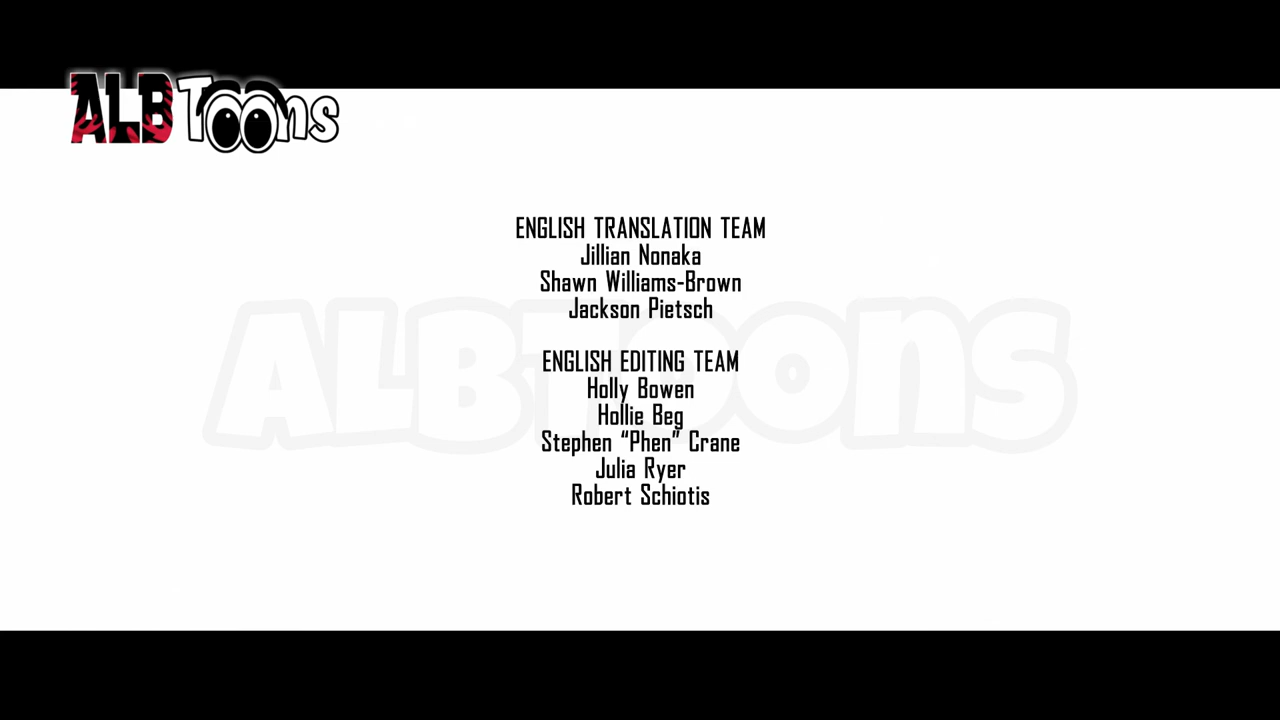 ALBToons
ENGLISH TRANSLATION TEAM
Jillian Nonaka
Shawn Williams-Brown
Jackson Pietsch
ALBTOONS
ENGLISH EDITING TEAM
Holly Bowen
Hollie Beg
Stephen “Phen” Crane
Julia Ryer
Robert Schiotis